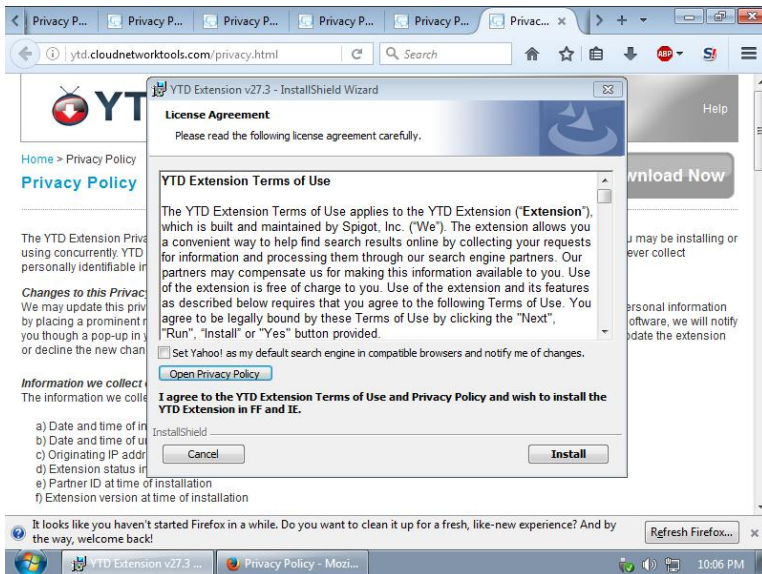 Privacy P...
Privacy P...
Privacy P...
Privacy P...
Privacy P...
Privac...
ytd.cloudnetworktools.com/privacy.html
Search
ABP
S!
YT
Help
Home > Privacy Policy
Privacy Policy
wnload Now
The YTD Extension Priva
u may be installing or
using concurrently. YTD
ever collect
personally identifiable in
Changes to this Privac
We may update this priv
ersonal information
by placing a prominent n
oftware, we will notify
you though a pop-up in y
pdate the extension
or decline the new chan
Information we collect
The information we colle
a) Date and time of in
b) Date and time of u
c) Originating IP addr
d) Extension status in
e) Partner ID at time of installation
f) Extension version at time of installation
YTD Extension v27.3 - InstallShield Wizard
License Agreement
Please read the following license agreement carefully.
YTD Extension Terms of Use
The YTD Extension Terms of Use applies to the YTD Extension (“Extension”),
which is built and maintained by Spigot, Inc. (“We”). The extension allows you
a convenient way to help find search results online by collecting your requests
for information and processing them through our search engine partners. Our
partners may compensate us for making this information available to you. Use
of the extension is free of charge to you. Use of the extension and its features
as described below requires that you agree to the following Terms of Use. You
agree to be legally bound by these Terms of Use by clicking the "Next",
"Run", “Install” or "Yes" button provided.
Set Yahoo! as my default search engine in compatible browsers and notify me of changes.
Open Privacy Policy
I agree to the YTD Extension Terms of Use and Privacy Policy and wish to install the
YTD Extension in FF and IE.
InstallShield
Cancel
Install
It looks like you haven't started Firefox in a while. Do you want to clean it up for a fresh, like-new experience? And by
the way, welcome back!
Refresh Firefox...
YTD Extension v27.3 ...
Privacy Policy - Mozi...
10:06 PM